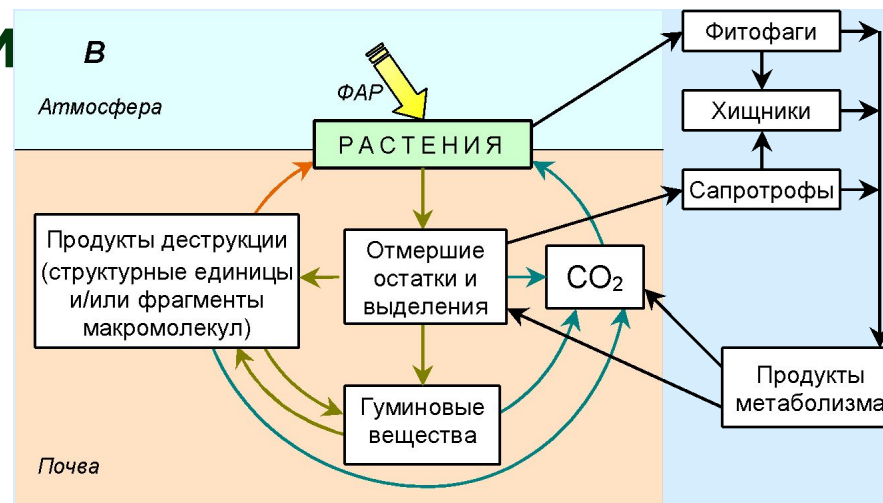 и
В
Атмосфера
ФАР
РАСТЕНИЯ
Фитофаги
Хищники
Сапротрофы
Продукты деструкции
(структурные единицы
и/или фрагменты
макромолекул)
Отмершие
остатки и
выделения
CO₂
Гуминовые
вещества
Продукты
метаболизма
Почва